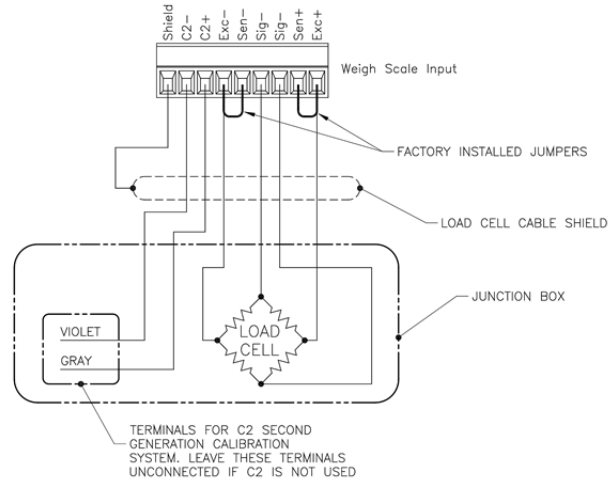 Shield C2− C2+ Exc− Sen− Sig− Sig− Sen+ Exc+
Weigh Scale Input
FACTORY INSTALLED JUMPERS
LOAD CELL CABLE SHIELD
JUNCTION BOX
VIOLET
GRAY
LOAD
CELL
TERMINALS FOR C2 SECOND
GENERATION CALIBRATION
SYSTEM. LEAVE THESE TERMINALS
UNCONNECTED IF C2 IS NOT USED